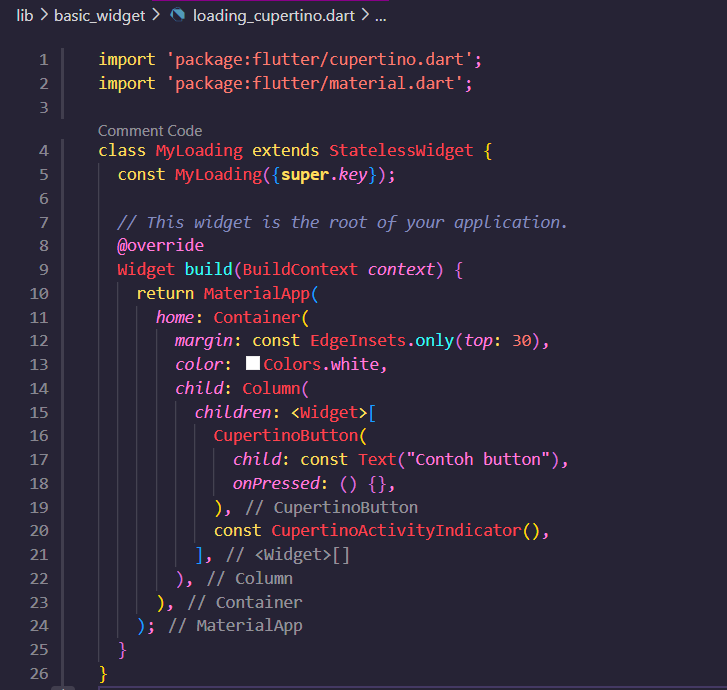 lib > basic_widget > loading_cupertino.dart > ...
1 import 'package:flutter/cupertino.dart';
2 import 'package:flutter/material.dart';
3
Comment Code
4 class MyLoading extends StatelessWidget {
5   const MyLoading({super.key});
6
7   // This widget is the root of your application.
8   @override
9   Widget build(BuildContext context) {
10     return MaterialApp(
11       home: Container(
12         margin: const EdgeInsets.only(top: 30),
13         color: Colors.white,
14         child: Column(
15           children: <Widget>[
16             CupertinoButton(
17               child: const Text("Contoh button"),
18               onPressed: () {},
19             ), // CupertinoButton
20             const CupertinoActivityIndicator(),
21           ], // <Widget>[]
22         ), // Column
23       ), // Container
24     ); // MaterialApp
25   }
26 }